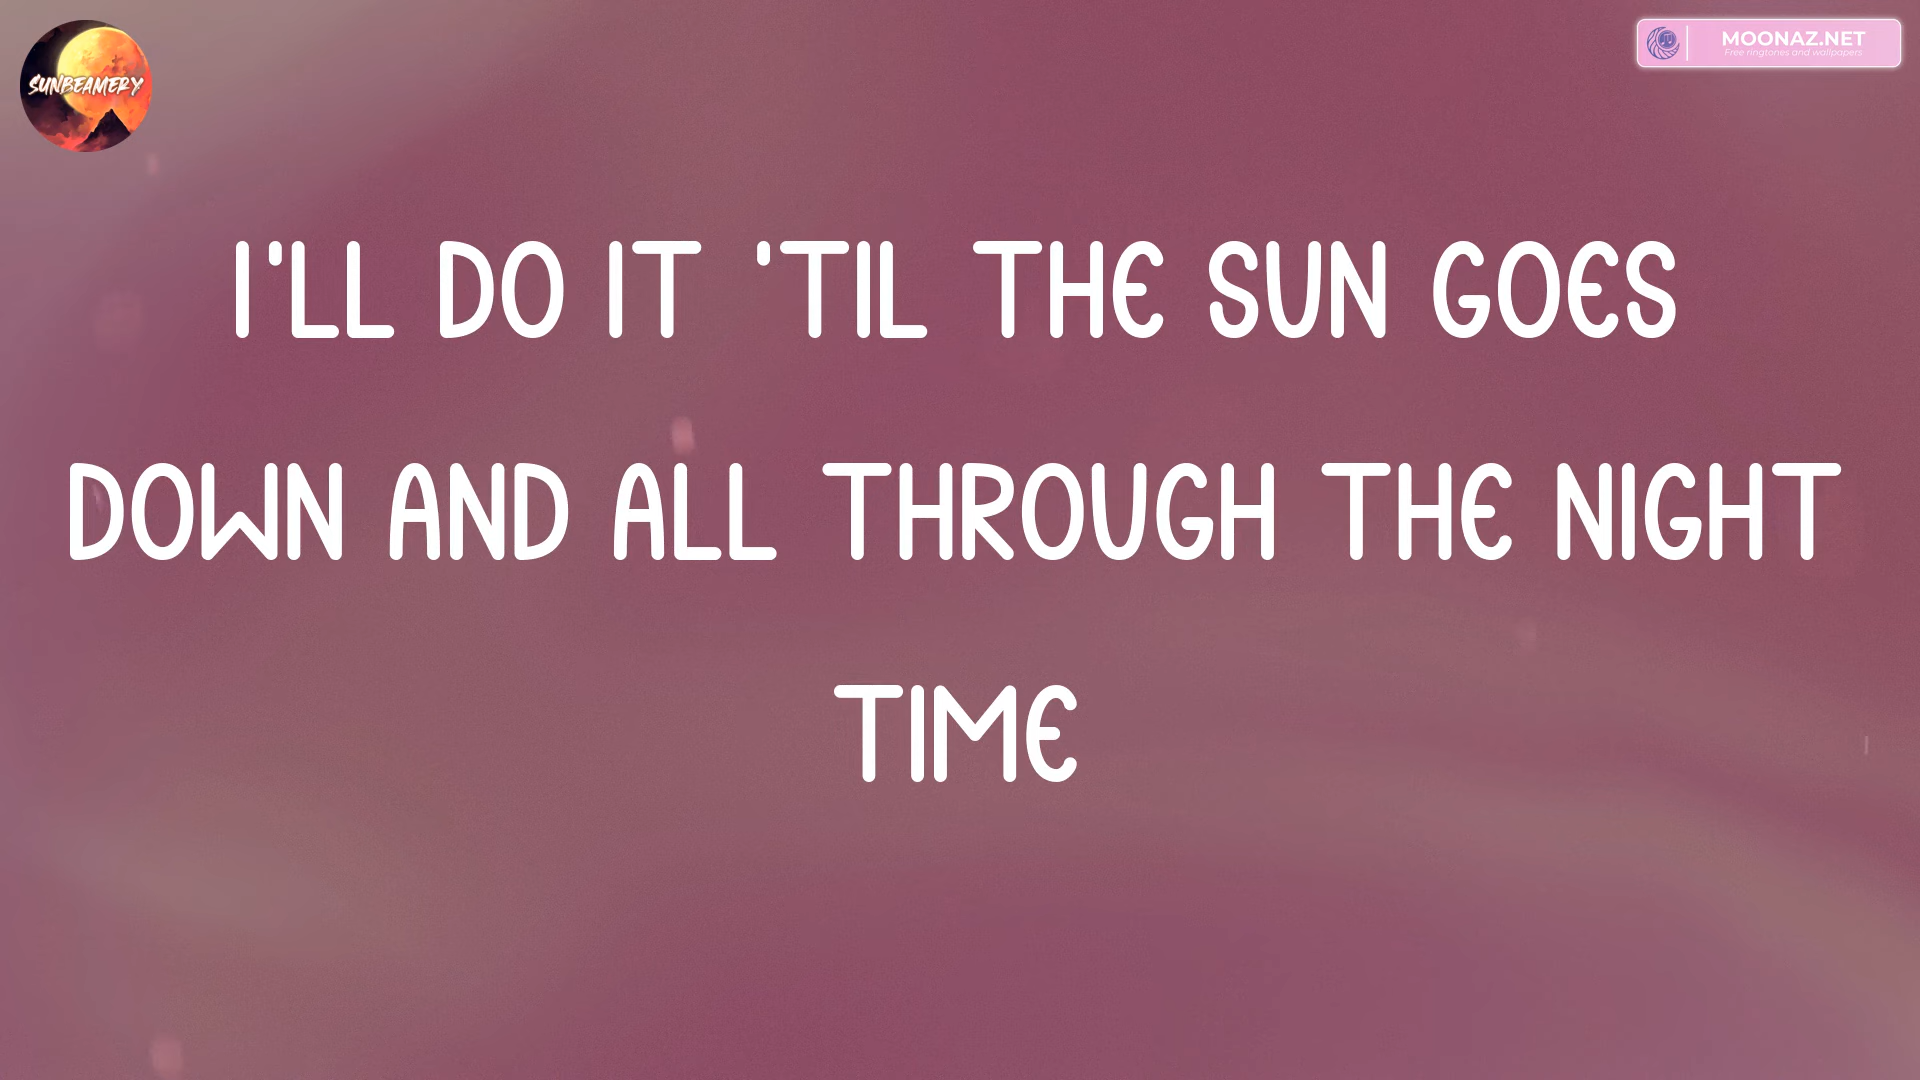 SUNBEAMERY
MOONAZ.NET
Free ringtones and wallpapers
I'LL DO IT 'TIL THE SUN GOES
DOWN AND ALL THROUGH THE NIGHT
TIME